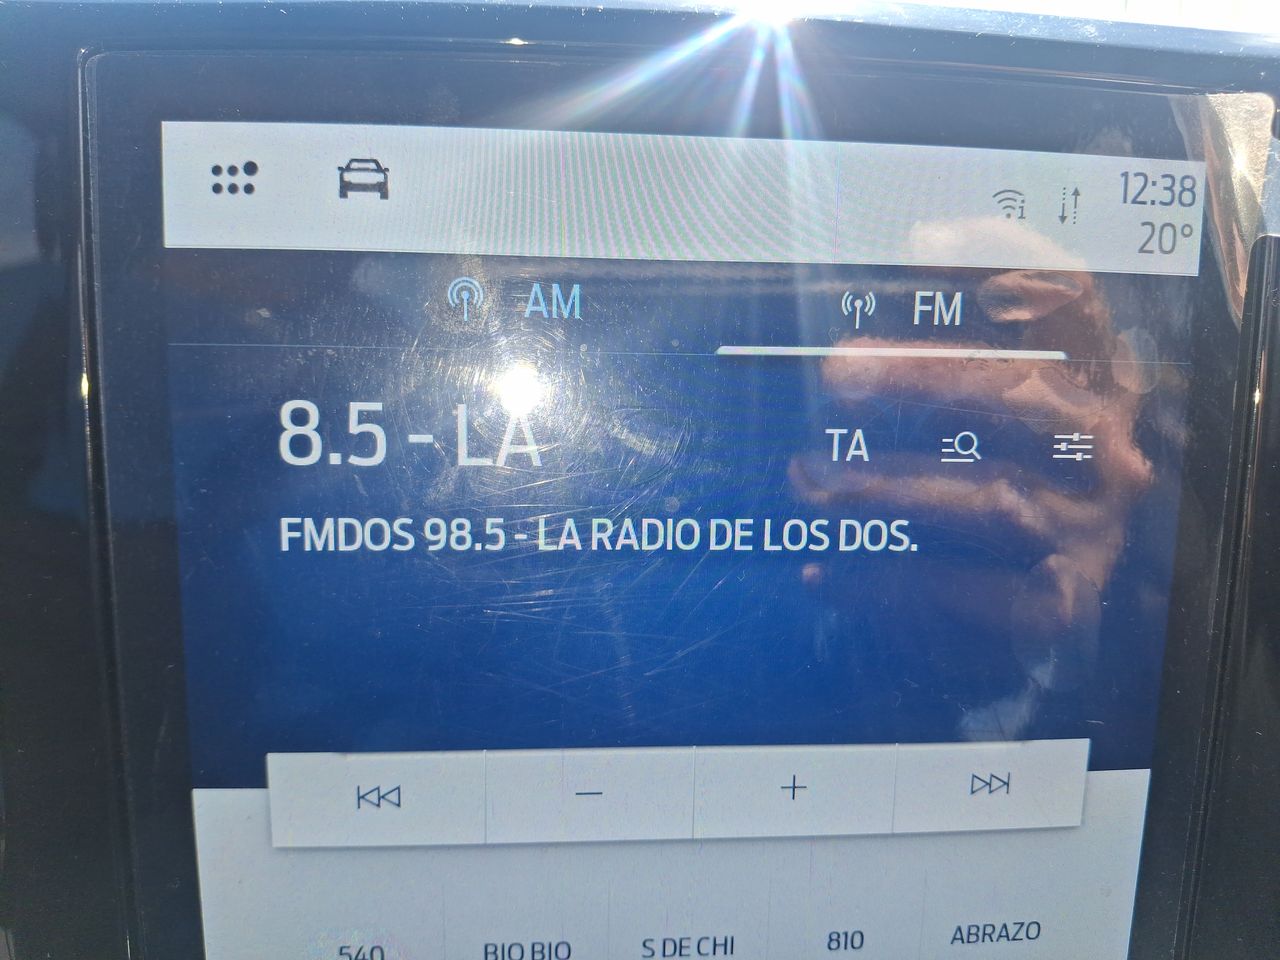 12:38
20°
AM FM
8.5 - LA TA
FMDOS 98.5 - LA RADIO DE LOS DOS.
540 BIO BIO S DE CHI 810 ABRAZO